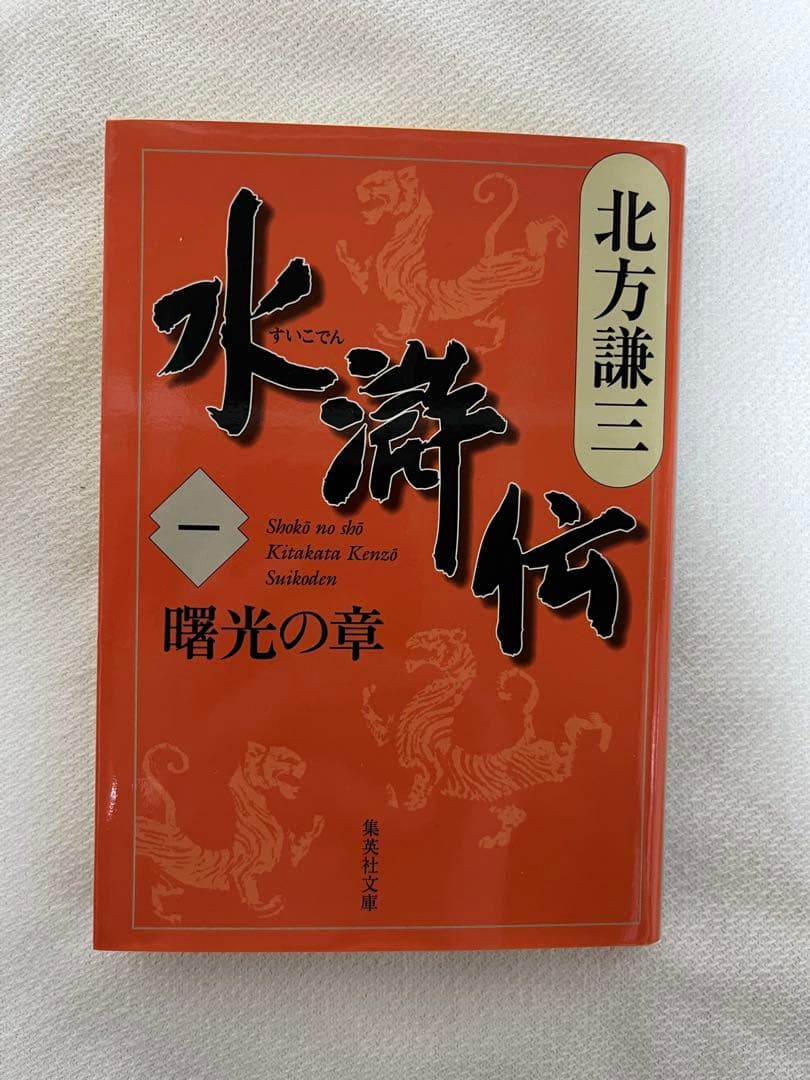 北方謙三
水滸伝
すいこでん
一
Shokō no shō
Kitakata Kenzō
Suikoden
曙光の章
集英社文庫